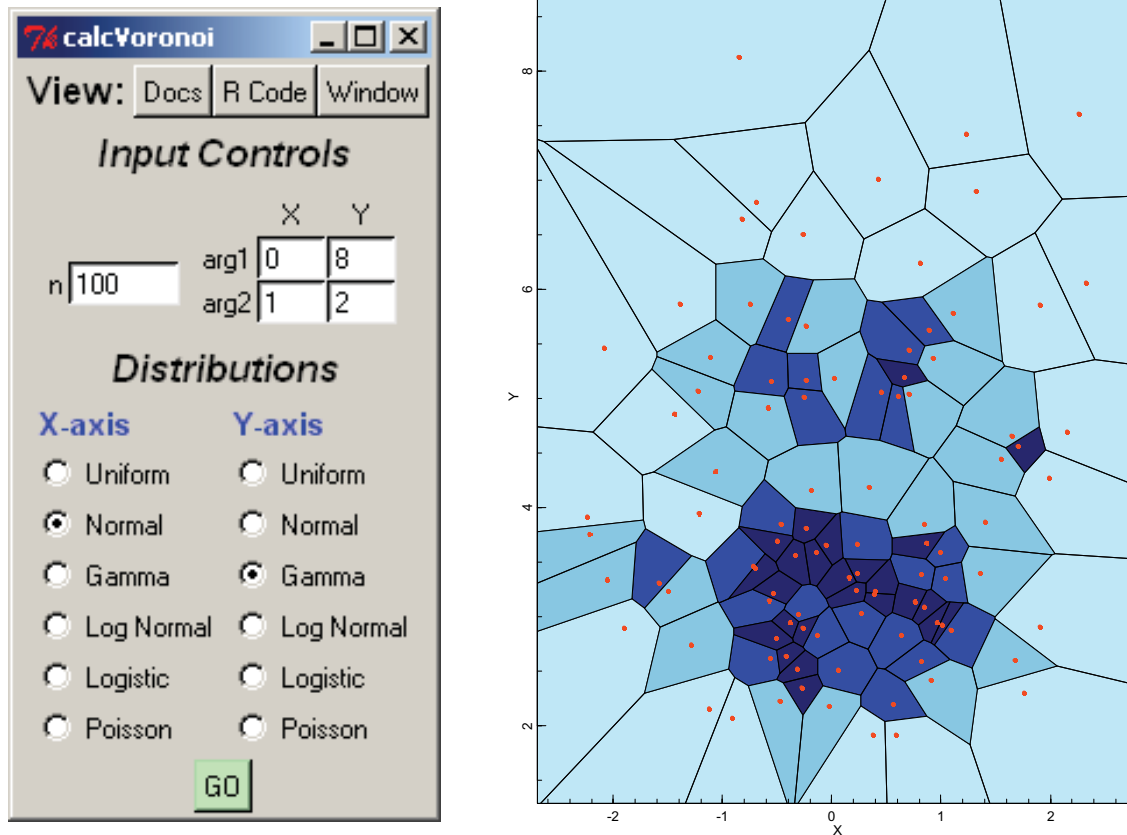 calcVoronoi
View: Docs R Code Window
Input Controls
X Y
n 100
arg1 0 8
arg2 1 2
Distributions
X-axis Y-axis
Uniform Uniform
Normal Normal
Gamma Gamma
Log Normal Log Normal
Logistic Logistic
Poisson Poisson
GO
8
6
Y
4
2
-2 -1 0 1 2
X